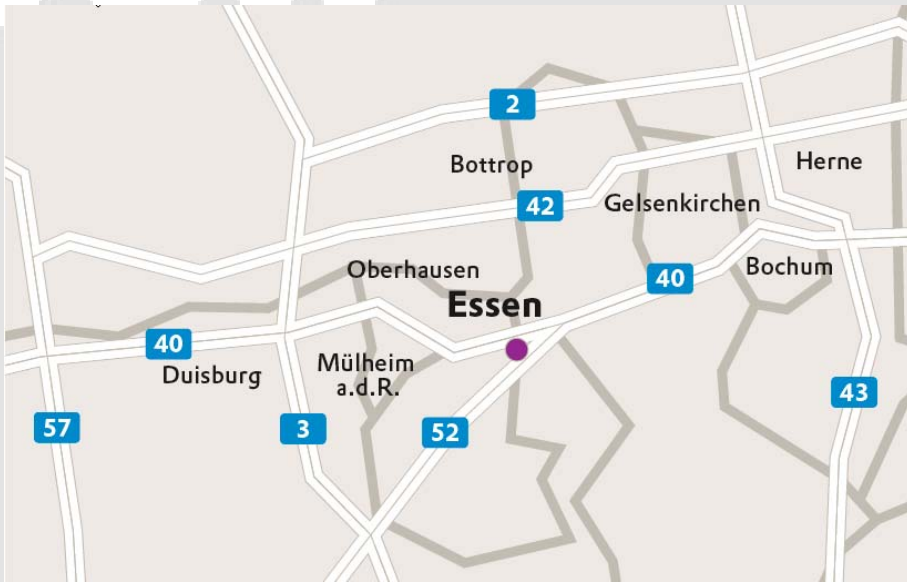 2
Bottrop
Herne
42
Gelsenkirchen
Oberhausen
40
Bochum
Essen
40
Duisburg
Mülheim
a.d.R.
57
3
52
43